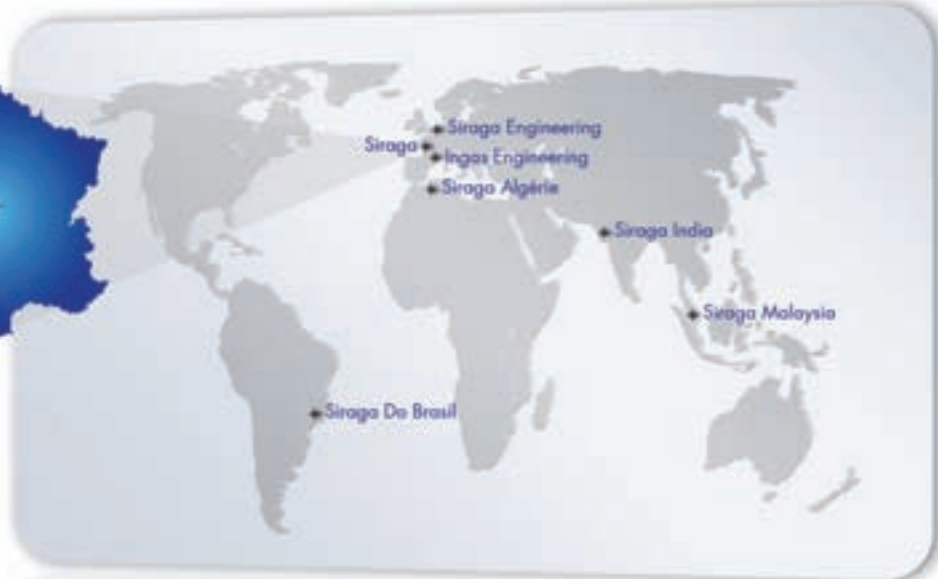 Siraga Engineering
Siraga
Ingas Engineering
Siraga Algérie
Siraga India
Siraga Malaysia
Siraga Do Brasil